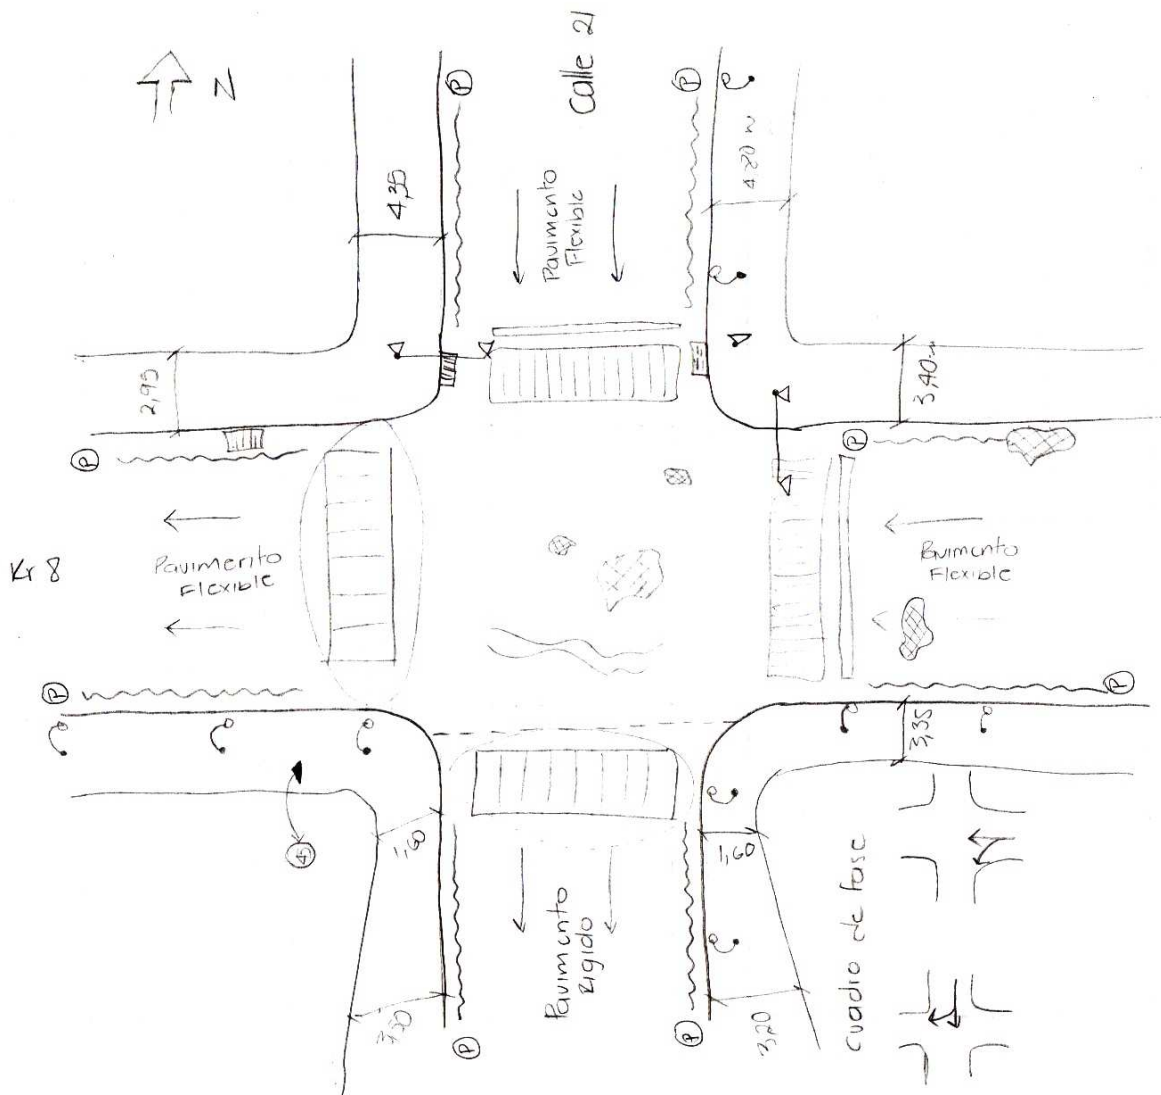 N
Calle 21
P
P
4,35
4.20 m
Pavimento
Flexible
2,95
3,40 m
P
P
Kr 8
Pavimento
Flexible
Pavimento
Flexible
P
P
3,35
1,60
1,60
Pavimento
Rigido
cuadro de fase
3,20
P
P